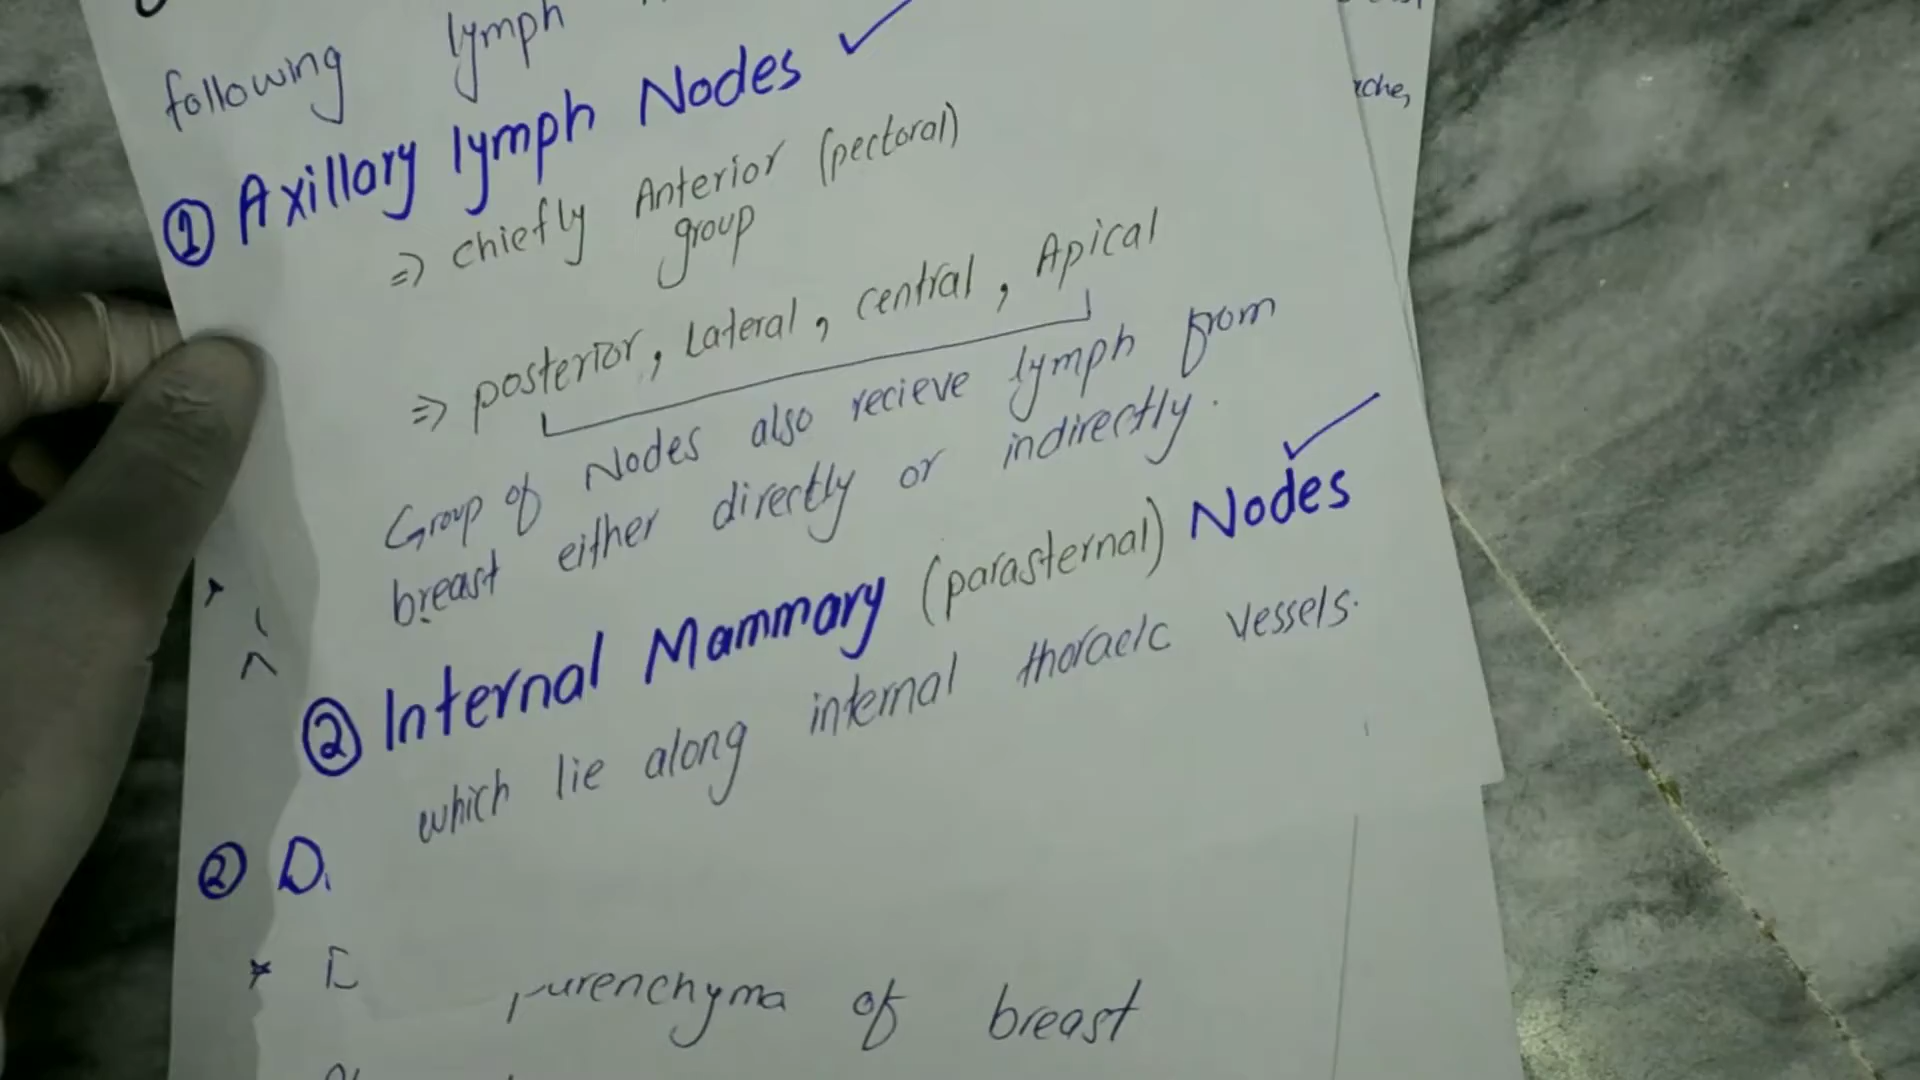 following lymph
① Axillary lymph Nodes ✓
⇒ chiefly Anterior (pectoral)
group
⇒ posterior, Lateral, central, Apical
Group of Nodes also recieve lymph from
breast either directly or indirectly.
② Internal Mammary (parasternal) Nodes ✓
which lie along internal thoracic vessels.
② D
purenchyma of breast
ache,